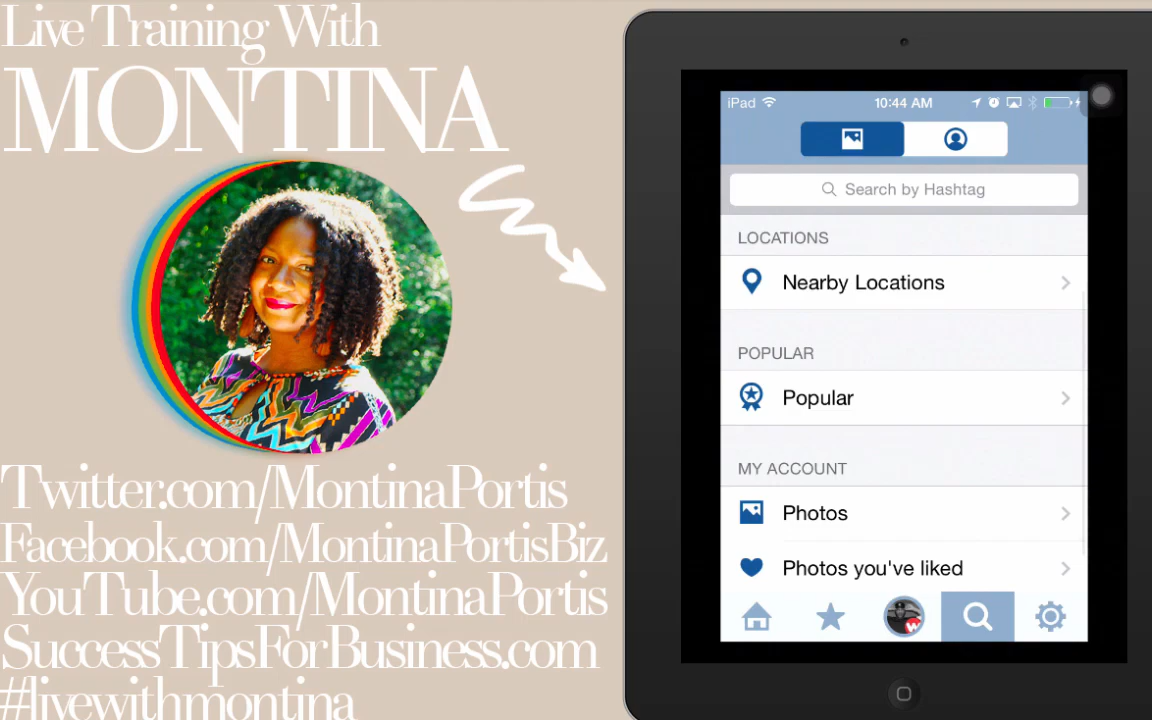 Live Training With
MONTINA
Twitter.com/MontinaPortis
Facebook.com/MontinaPortisBiz
YouTube.com/MontinaPortis
SuccessTipsForBusiness.com
#livewithmontina
iPad 10:44 AM
Search by Hashtag
LOCATIONS
Nearby Locations
POPULAR
Popular
MY ACCOUNT
Photos
Photos you've liked